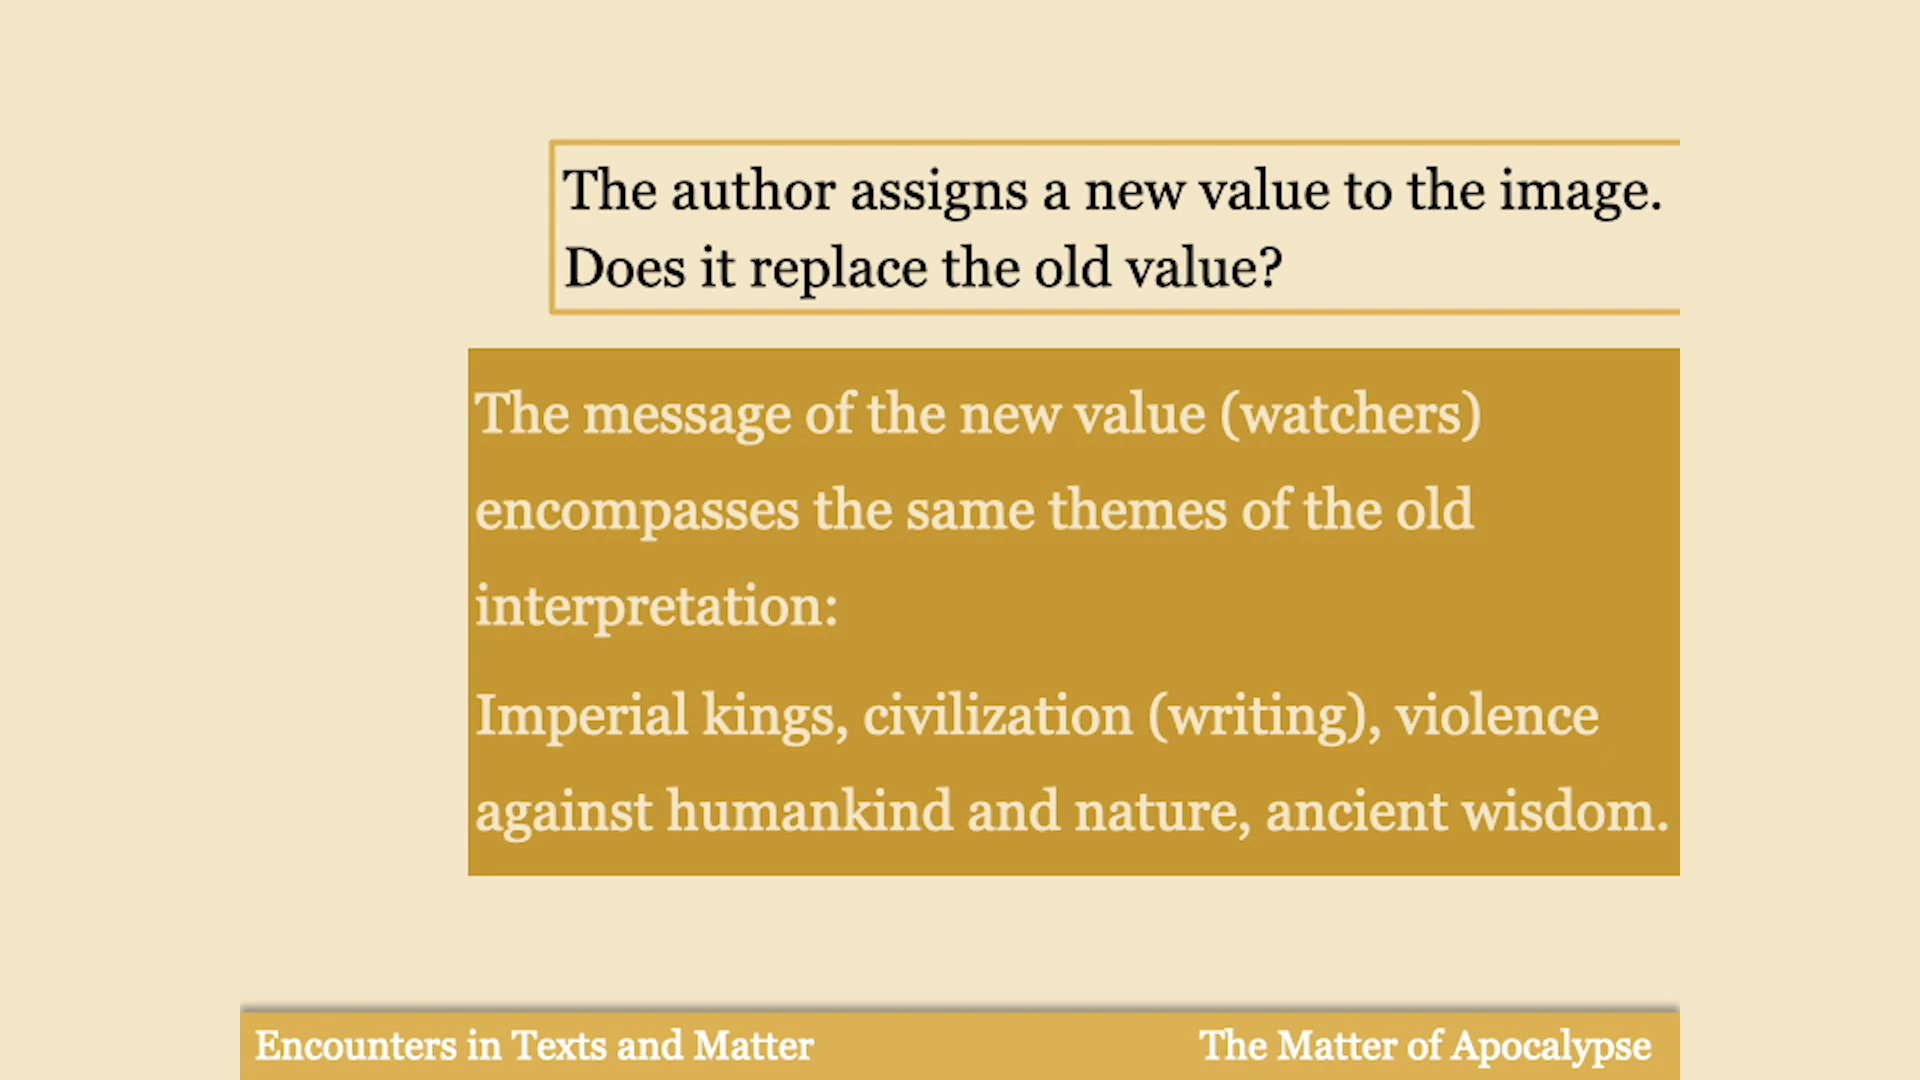 The author assigns a new value to the image.
Does it replace the old value?
The message of the new value (watchers)
encompasses the same themes of the old
interpretation:
Imperial kings, civilization (writing), violence
against humankind and nature, ancient wisdom.
Encounters in Texts and Matter
The Matter of Apocalypse